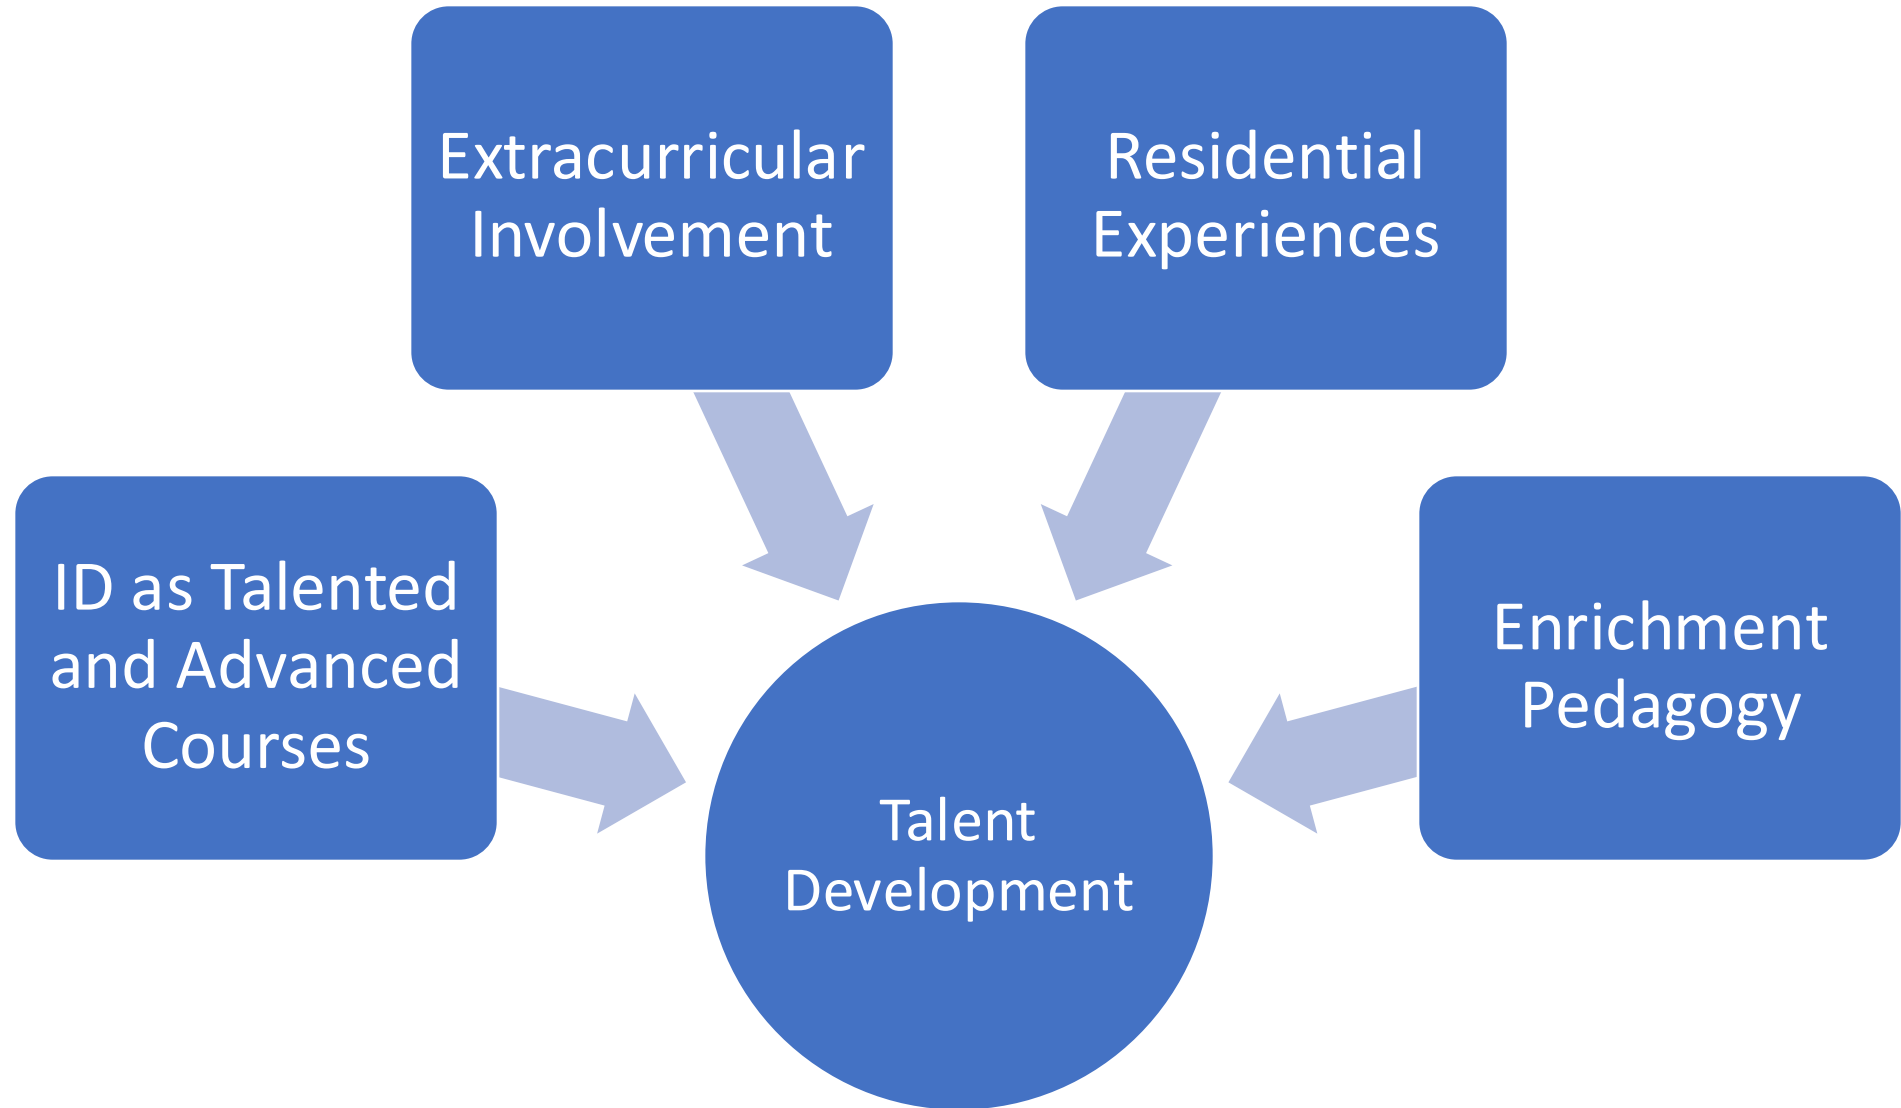 Extracurricular
Involvement
Residential
Experiences
ID as Talented
and Advanced
Courses
Enrichment
Pedagogy
Talent
Development